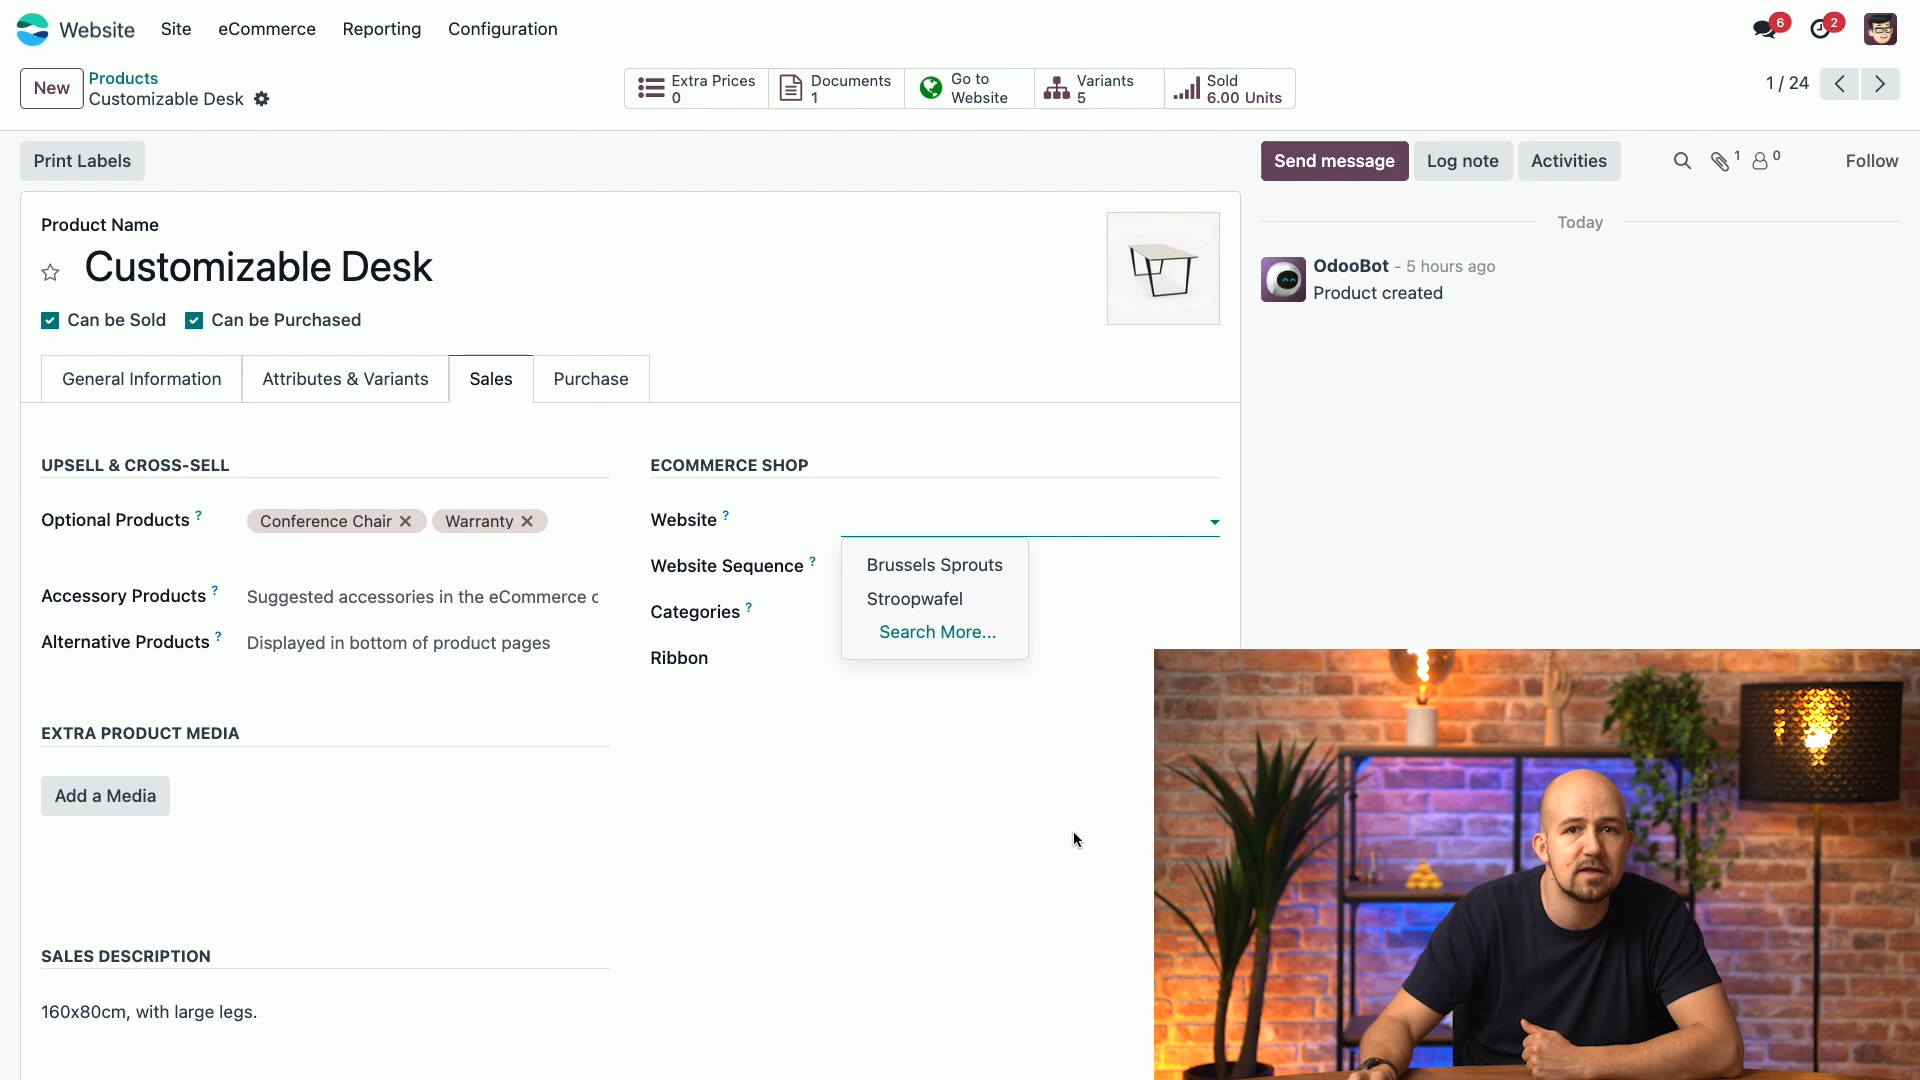 Website
Site
eCommerce
Reporting
Configuration
6
2
New
Products
Customizable Desk
Extra Prices
0
Documents
1
Go to
Website
Variants
5
Sold
6.00 Units
1 / 24
Print Labels
Send message
Log note
Activities
1
0
Follow
Product Name
Customizable Desk
Can be Sold
Can be Purchased
Today
OdooBot - 5 hours ago
Product created
General Information
Attributes & Variants
Sales
Purchase
UPSELL & CROSS-SELL
Optional Products ?
Conference Chair
Warranty
Accessory Products ?
Suggested accessories in the eCommerce c
Alternative Products ?
Displayed in bottom of product pages
ECOMMERCE SHOP
Website ?
Website Sequence ?
Categories ?
Ribbon
Brussels Sprouts
Stroopwafel
Search More...
EXTRA PRODUCT MEDIA
Add a Media
SALES DESCRIPTION
160x80cm, with large legs.